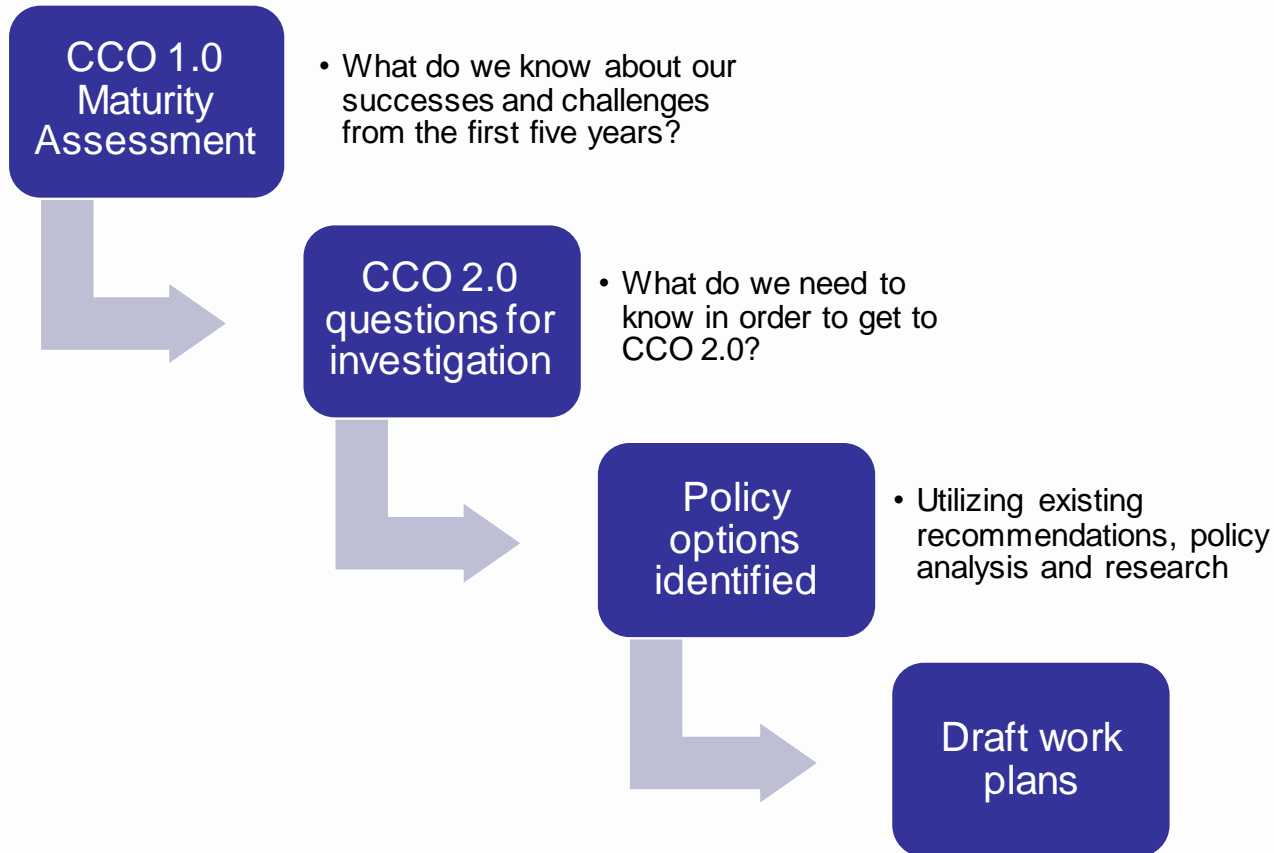 CCO 1.0
Maturity
Assessment
• What do we know about our
successes and challenges
from the first five years?
CCO 2.0
questions for
investigation
• What do we need to
know in order to get to
CCO 2.0?
Policy
options
identified
• Utilizing existing
recommendations, policy
analysis and research
Draft work
plans